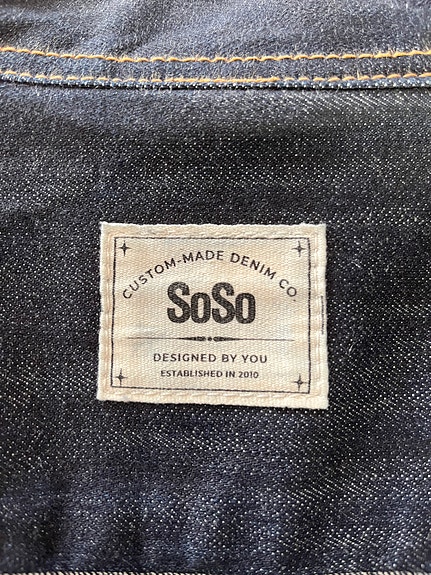 CUSTOM-MADE DENIM CO.
SoSo
DESIGNED BY YOU
ESTABLISHED IN 2010